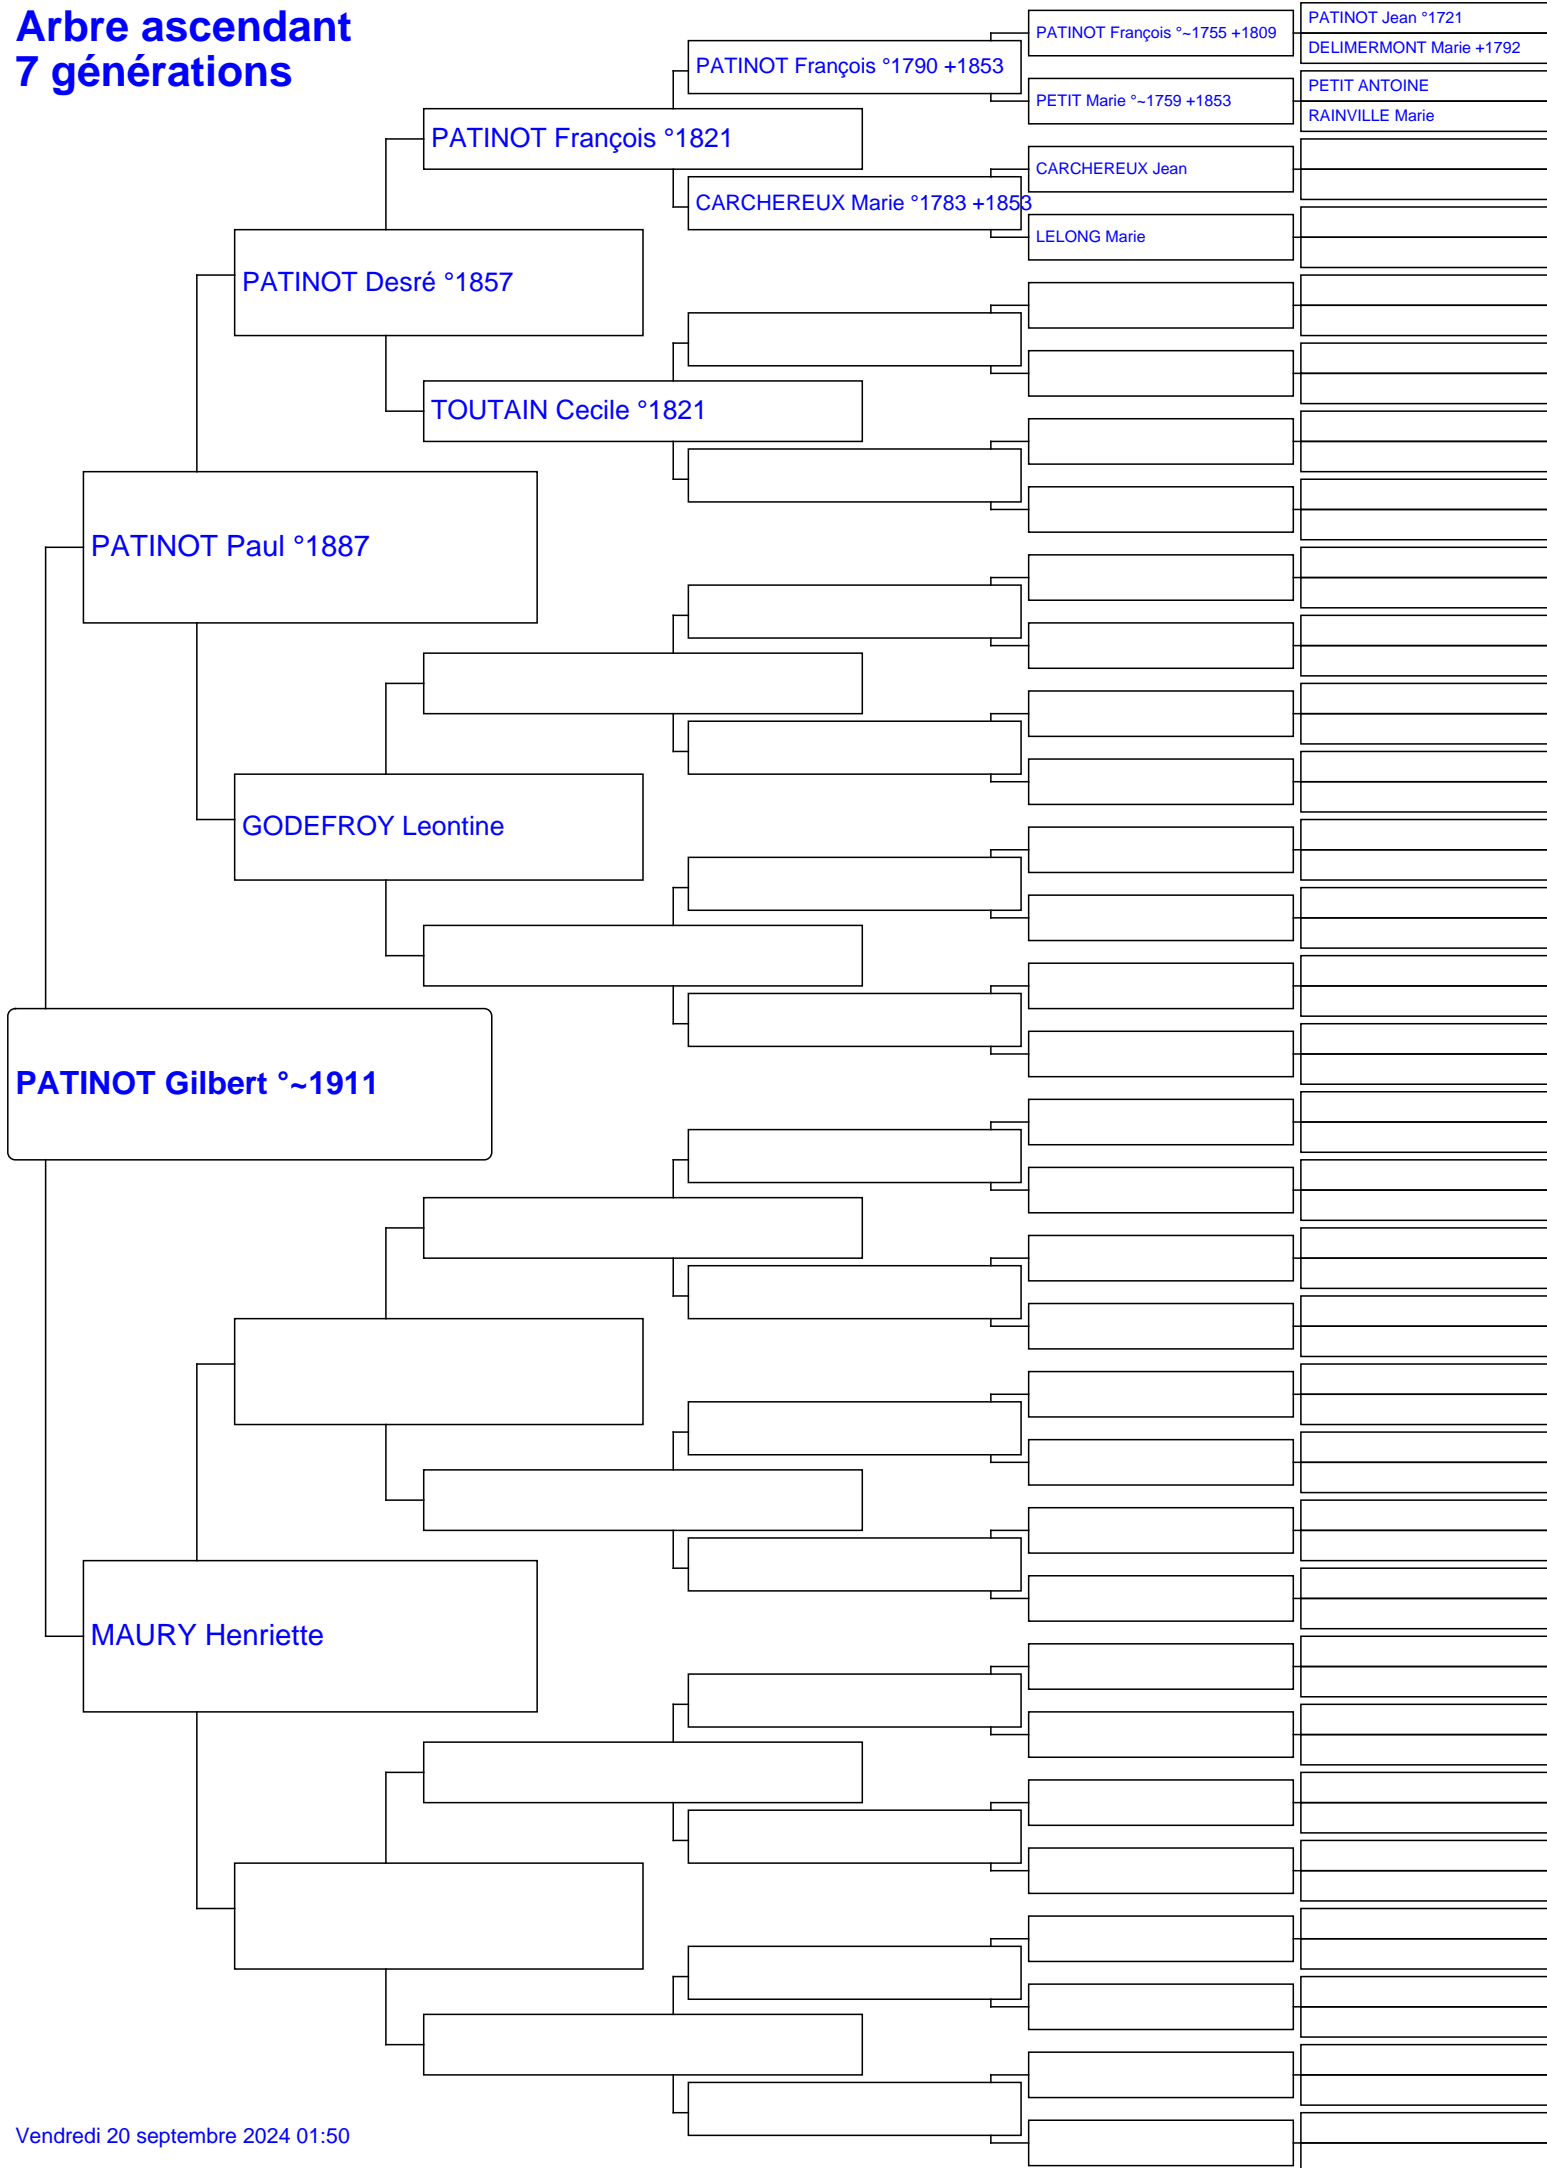 Arbre ascendant
7 générations
PATINOT Jean °1721
PATINOT François °~1755 +1809
DELIMERMONT Marie +1792
PATINOT François °1790 +1853
PETIT ANTOINE
PETIT Marie °~1759 +1853
RAINVILLE Marie
PATINOT François °1821
CARCHEREUX Jean
CARCHEREUX Marie °1783 +1853
LELONG Marie
PATINOT Desré °1857
TOUTAIN Cecile °1821
PATINOT Paul °1887
GODEFROY Leontine
PATINOT Gilbert °~1911
MAURY Henriette
Vendredi 20 septembre 2024 01:50